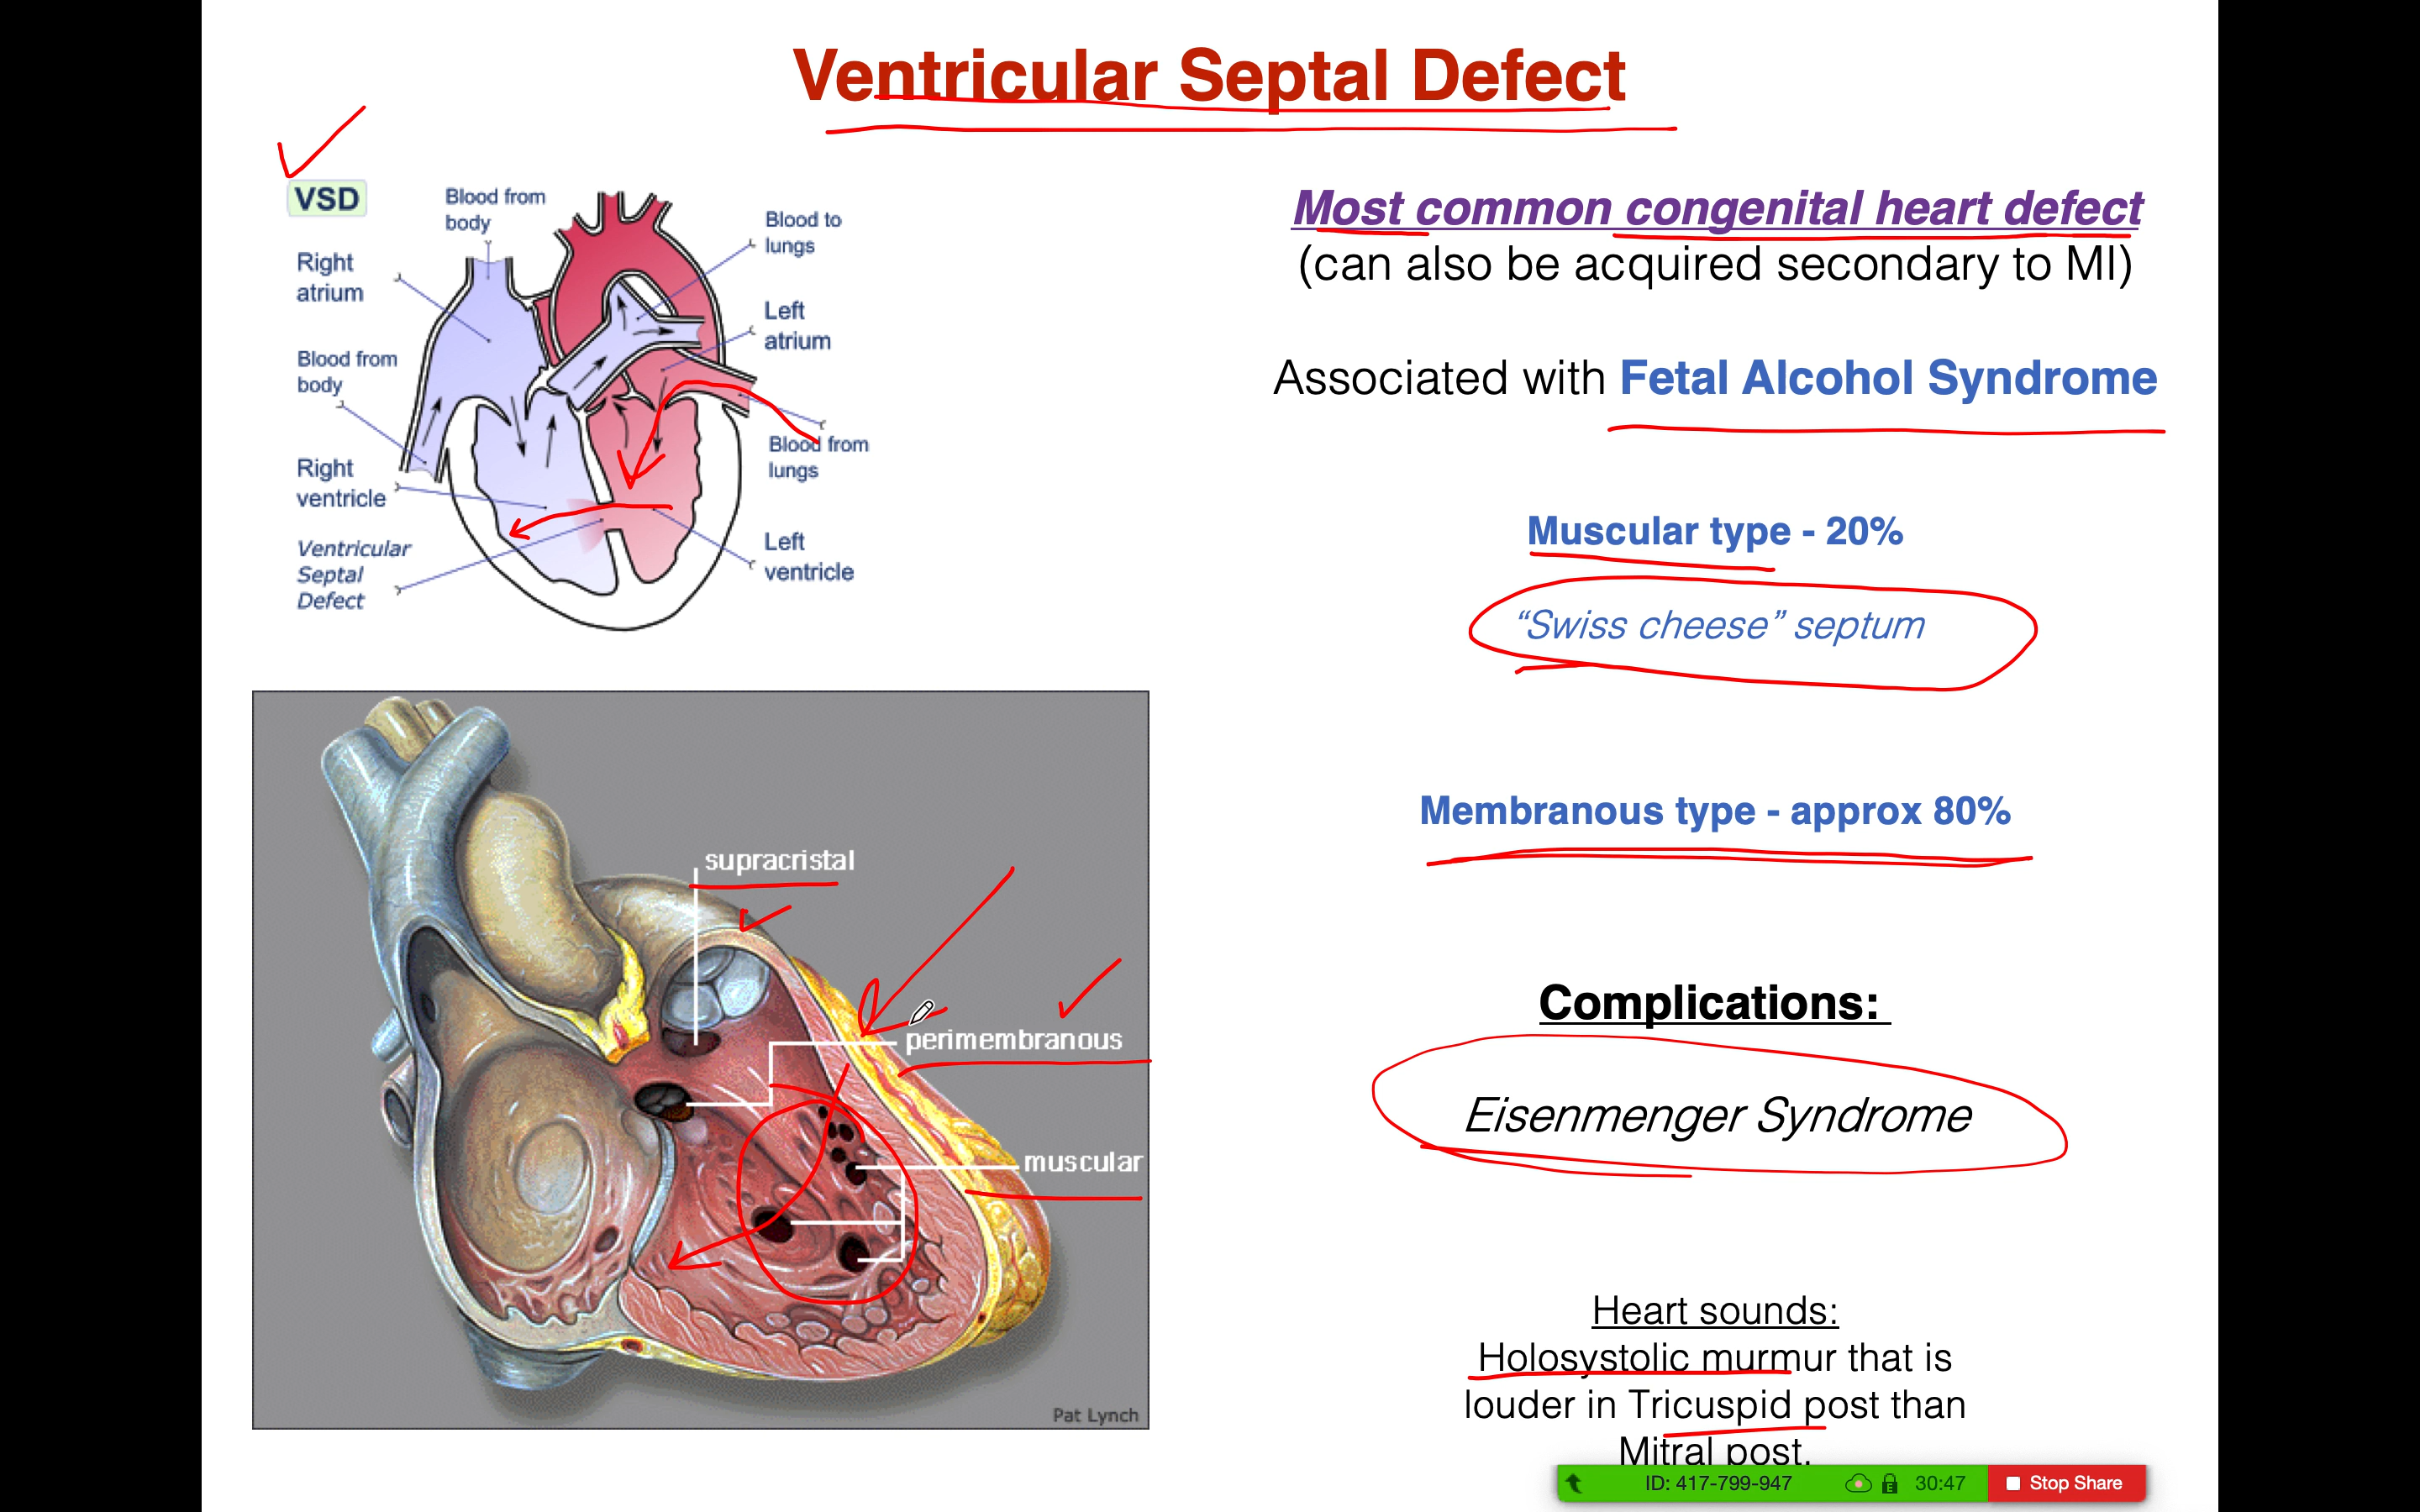 Ventricular Septal Defect
VSD
Blood from
body
Blood to
lungs
Right
atrium
Left
atrium
Blood from
body
Blood from
lungs
Right
ventricle
Ventricular
Septal
Defect
Left
ventricle
Most common congenital heart defect
(can also be acquired secondary to MI)
Associated with Fetal Alcohol Syndrome
Muscular type - 20%
“Swiss cheese” septum
Membranous type - approx 80%
supracristal
perimembranous
muscular
Pat Lynch
Complications:
Eisenmenger Syndrome
Heart sounds:
Holosystolic murmur that is
louder in Tricuspid post than
Mitral post.
ID: 417-799-947
30:47
Stop Share